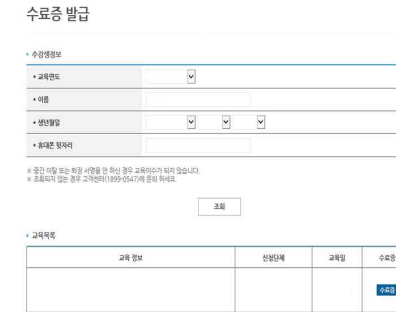 수료증 발급
수강생정보
교육연도
이름
생년월일
휴대폰 뒷자리
※ 중간 이탈 또는 퇴장 서명을 안 하신 경우 교육이수가 되지 않습니다.
※ 조회되지 않는 경우 고객센터(1899-0547)에 문의 하세요.
조회
교육목록
교육 정보 신청단체 교육일 수료증
수료증